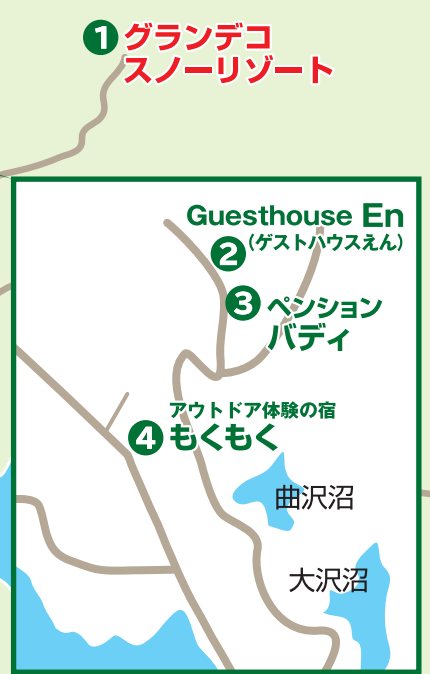 1 グランデコ
スノーリゾート
Guesthouse En
2 (ゲストハウスえん)
3 ペンション
バディ
アウトドア体験の宿
4 もくもく
曲沢沼
大沢沼